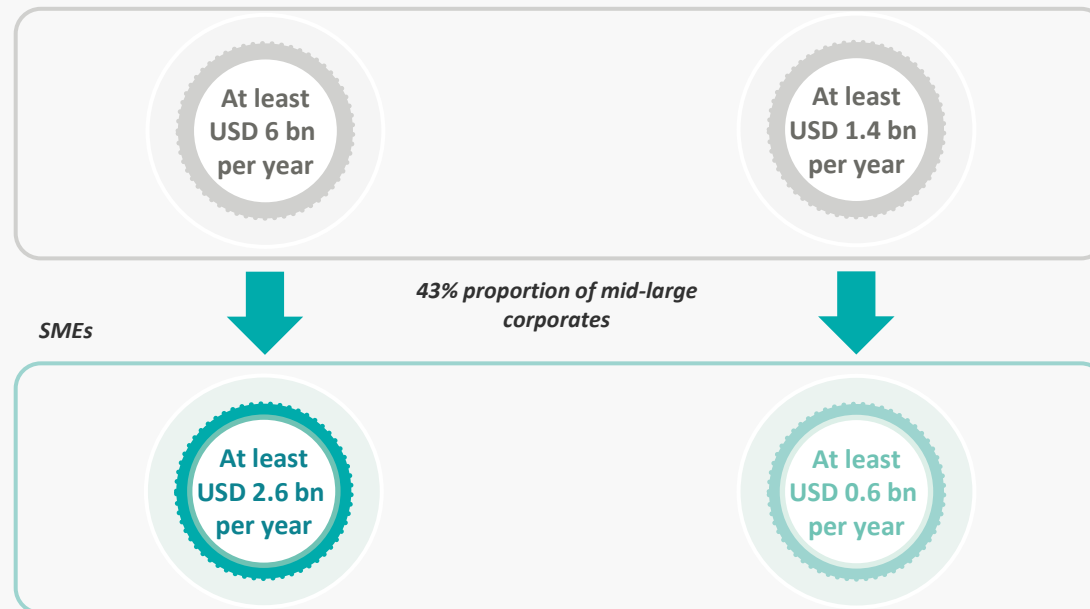 At least
USD 6 bn
per year
At least
USD 1.4 bn
per year
43% proportion of mid-large
corporates
SMEs
At least
USD 2.6 bn
per year
At least
USD 0.6 bn
per year